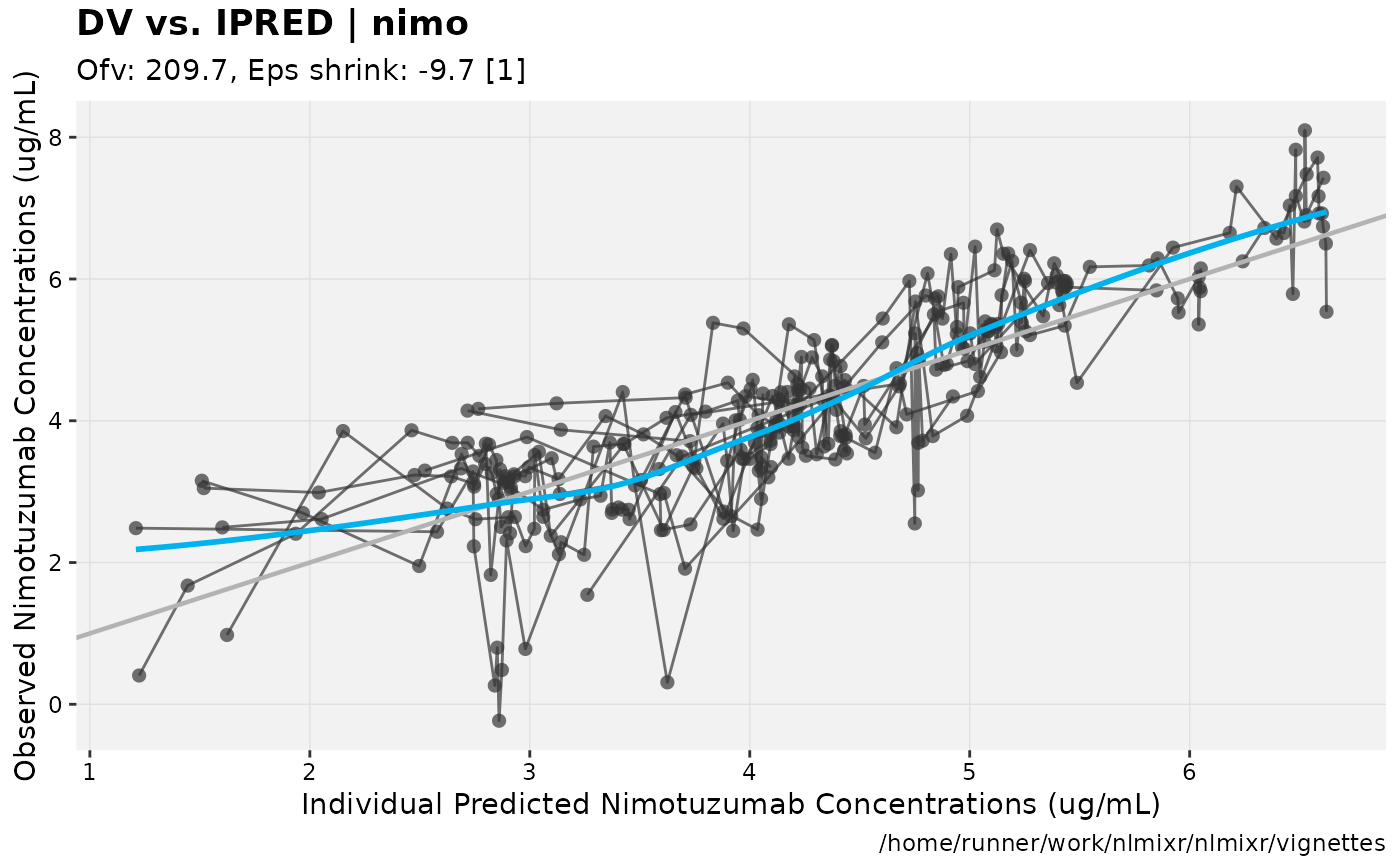 DV vs. IPRED | nimo
Ofv: 209.7, Eps shrink: -9.7 [1]
Observed Nimotuzumab Concentrations (ug/mL)
8
6
4
2
0
1 2 3 4 5 6
Individual Predicted Nimotuzumab Concentrations (ug/mL)
/home/runner/work/nlmixr/nlmixr/vignettes